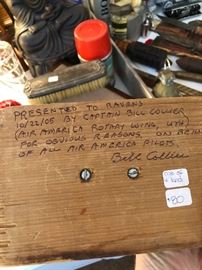 PRESENTED TO RAVENS
10/22/05 BY CAPTAIN BILL COLLIER
(AIR AMERICA ROTARY WING, UTH)
FOR OBVIOUS REASONS, ON BEHALF
OF ALL AIR AMERICA PILOTS.
Bill Collier
$80